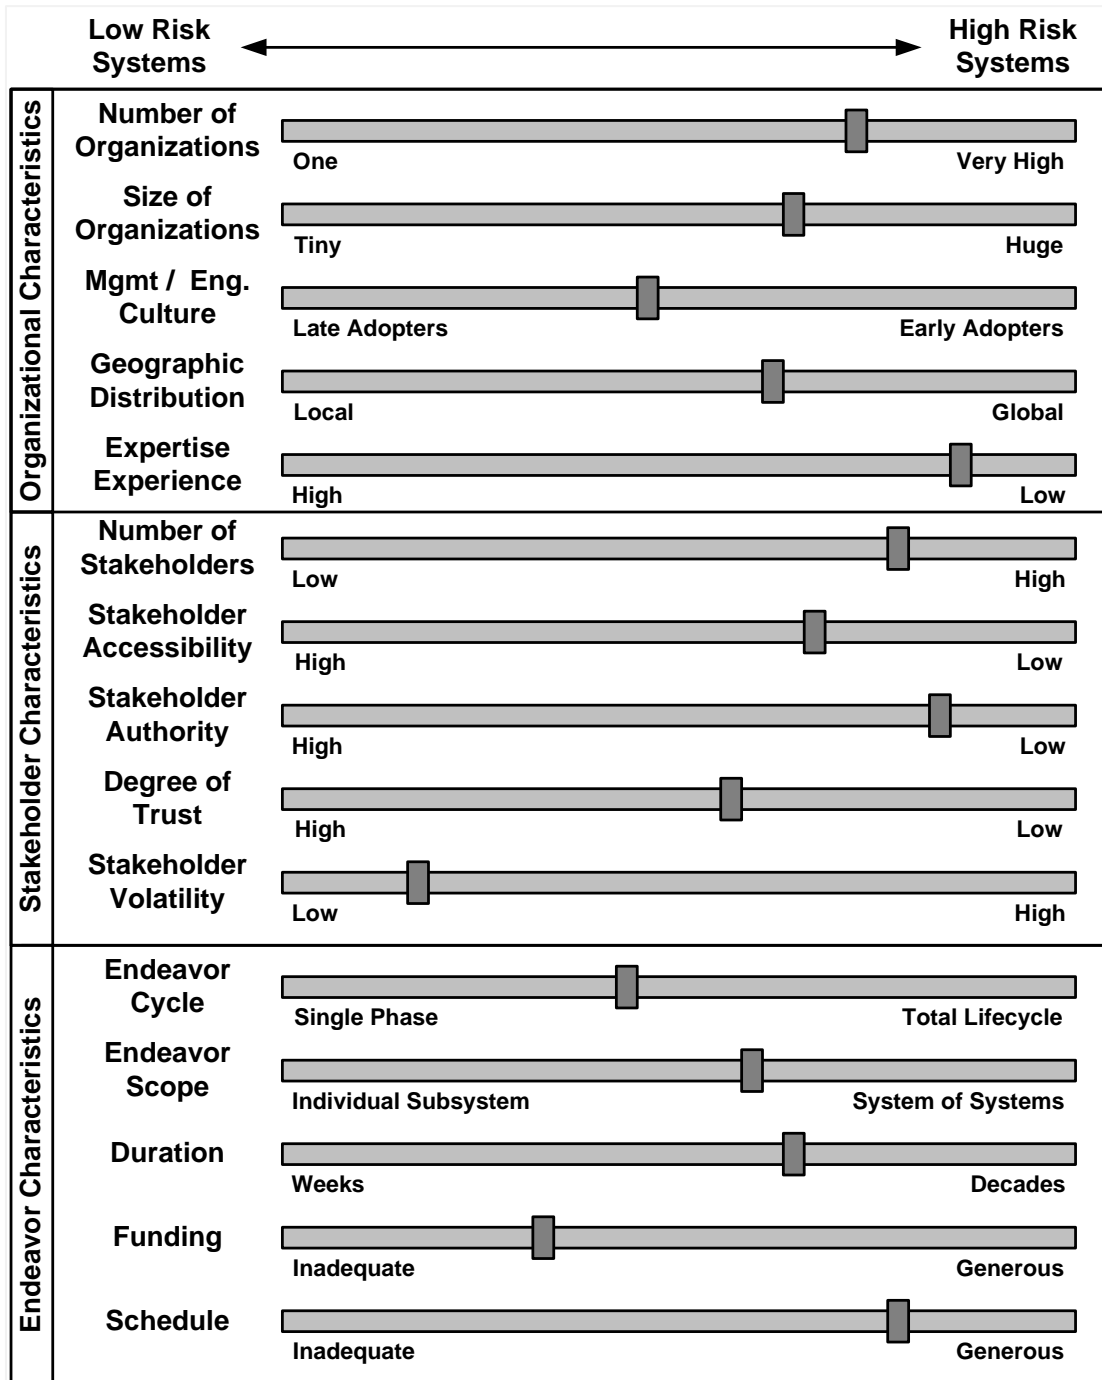 Low Risk
Systems
High Risk
Systems
Organizational Characteristics
Number of
Organizations
One
Very High
Size of
Organizations
Tiny
Huge
Mgmt / Eng.
Culture
Late Adopters
Early Adopters
Geographic
Distribution
Local
Global
Expertise
Experience
High
Low
Stakeholder Characteristics
Number of
Stakeholders
Low
High
Stakeholder
Accessibility
High
Low
Stakeholder
Authority
High
Low
Degree of
Trust
High
Low
Stakeholder
Volatility
Low
High
Endeavor Characteristics
Endeavor
Cycle
Single Phase
Total Lifecycle
Endeavor
Scope
Individual Subsystem
System of Systems
Duration
Weeks
Decades
Funding
Inadequate
Generous
Schedule
Inadequate
Generous